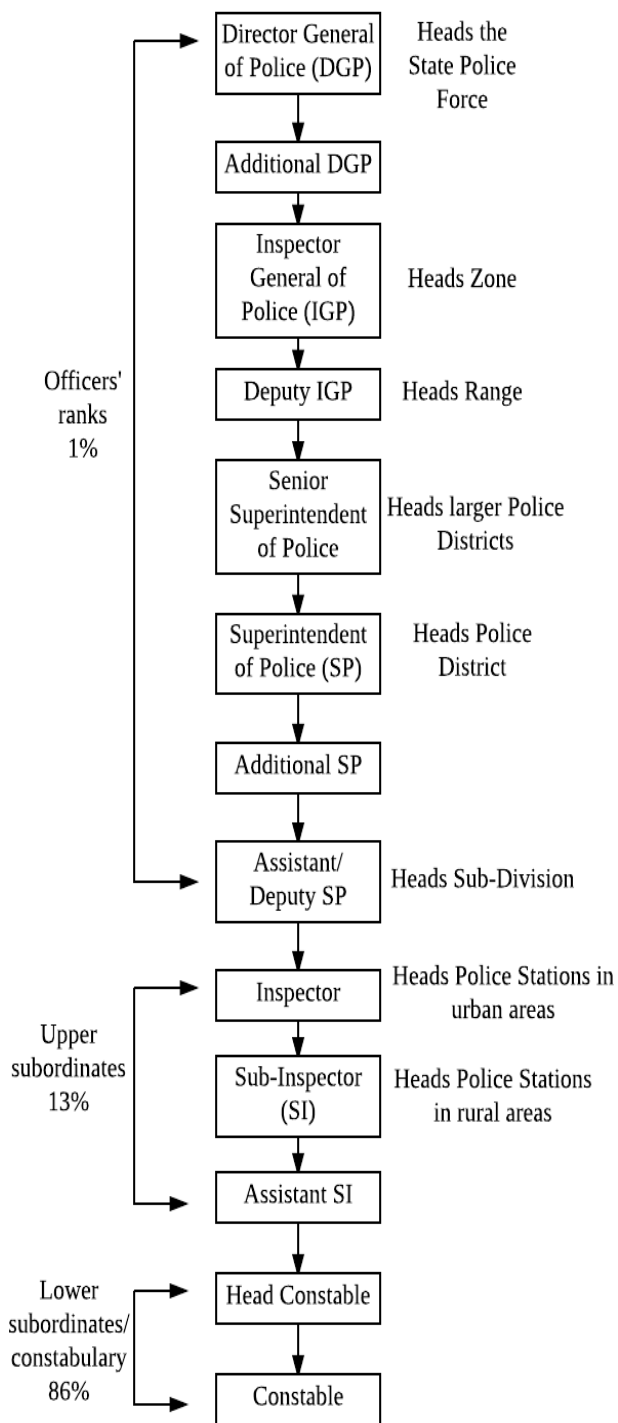 Director General
of Police (DGP)
Heads the
State Police
Force
Additional DGP
Inspector
General of
Police (IGP)
Heads Zone
Officers'
ranks
1%
Deputy IGP
Heads Range
Senior
Superintendent
of Police
Heads larger Police
Districts
Superintendent
of Police (SP)
Heads Police
District
Additional SP
Assistant/
Deputy SP
Heads Sub-Division
Inspector
Heads Police Stations in
urban areas
Upper
subordinates
13%
Sub-Inspector
(SI)
Heads Police Stations
in rural areas
Assistant SI
Lower
subordinates/
constabulary
86%
Head Constable
Constable